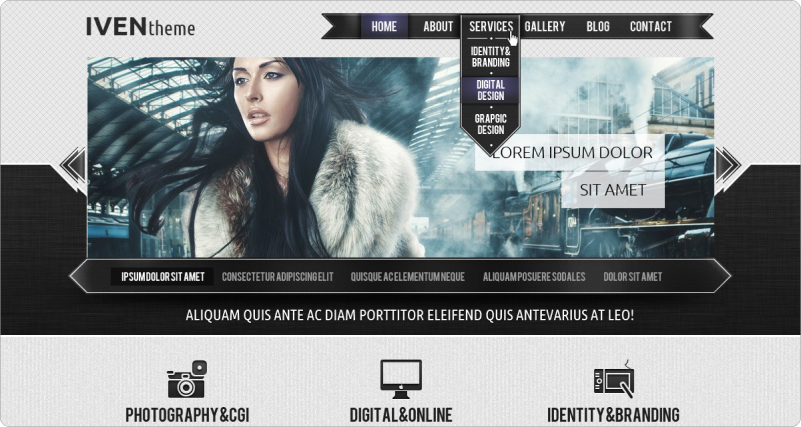 IVENtheme
HOME ABOUT SERVICES GALLERY BLOG CONTACT
IDENTITY&
BRANDING
DIGITAL
DESIGN
GRAPGIC
DESIGN
LOREM IPSUM DOLOR
SIT AMET
IPSUM DOLOR SIT AMET CONSECTETUR ADIPISCING ELIT QUISQUE AC ELEMENTUM NEQUE ALIQUAM POSUERE SODALES DOLOR SIT AMET
ALIQUAM QUIS ANTE AC DIAM PORTTITOR ELEIFEND QUIS ANTEVARIUS AT LEO!
PHOTOGRAPHY&CGI DIGITAL&ONLINE IDENTITY&BRANDING